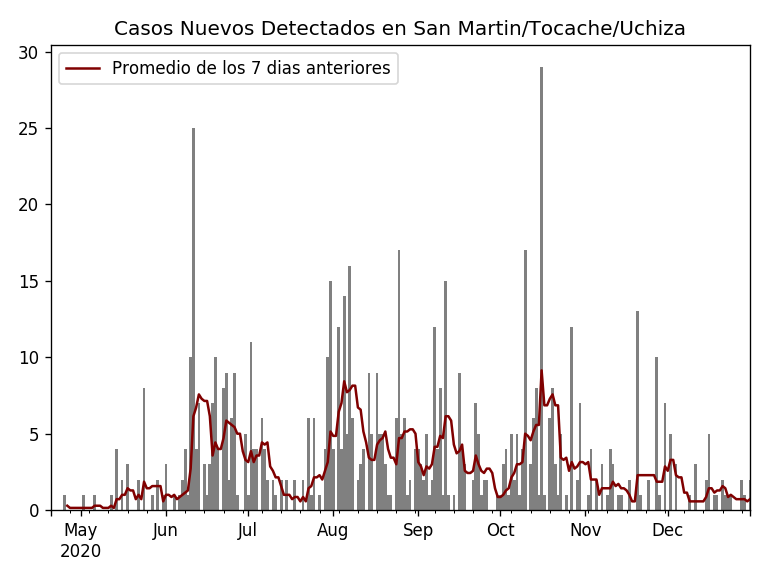 Casos Nuevos Detectados en San Martin/Tocache/Uchiza
Promedio de los 7 dias anteriores
30
25
20
15
10
5
0
May Jun Jul Aug Sep Oct Nov Dec
2020